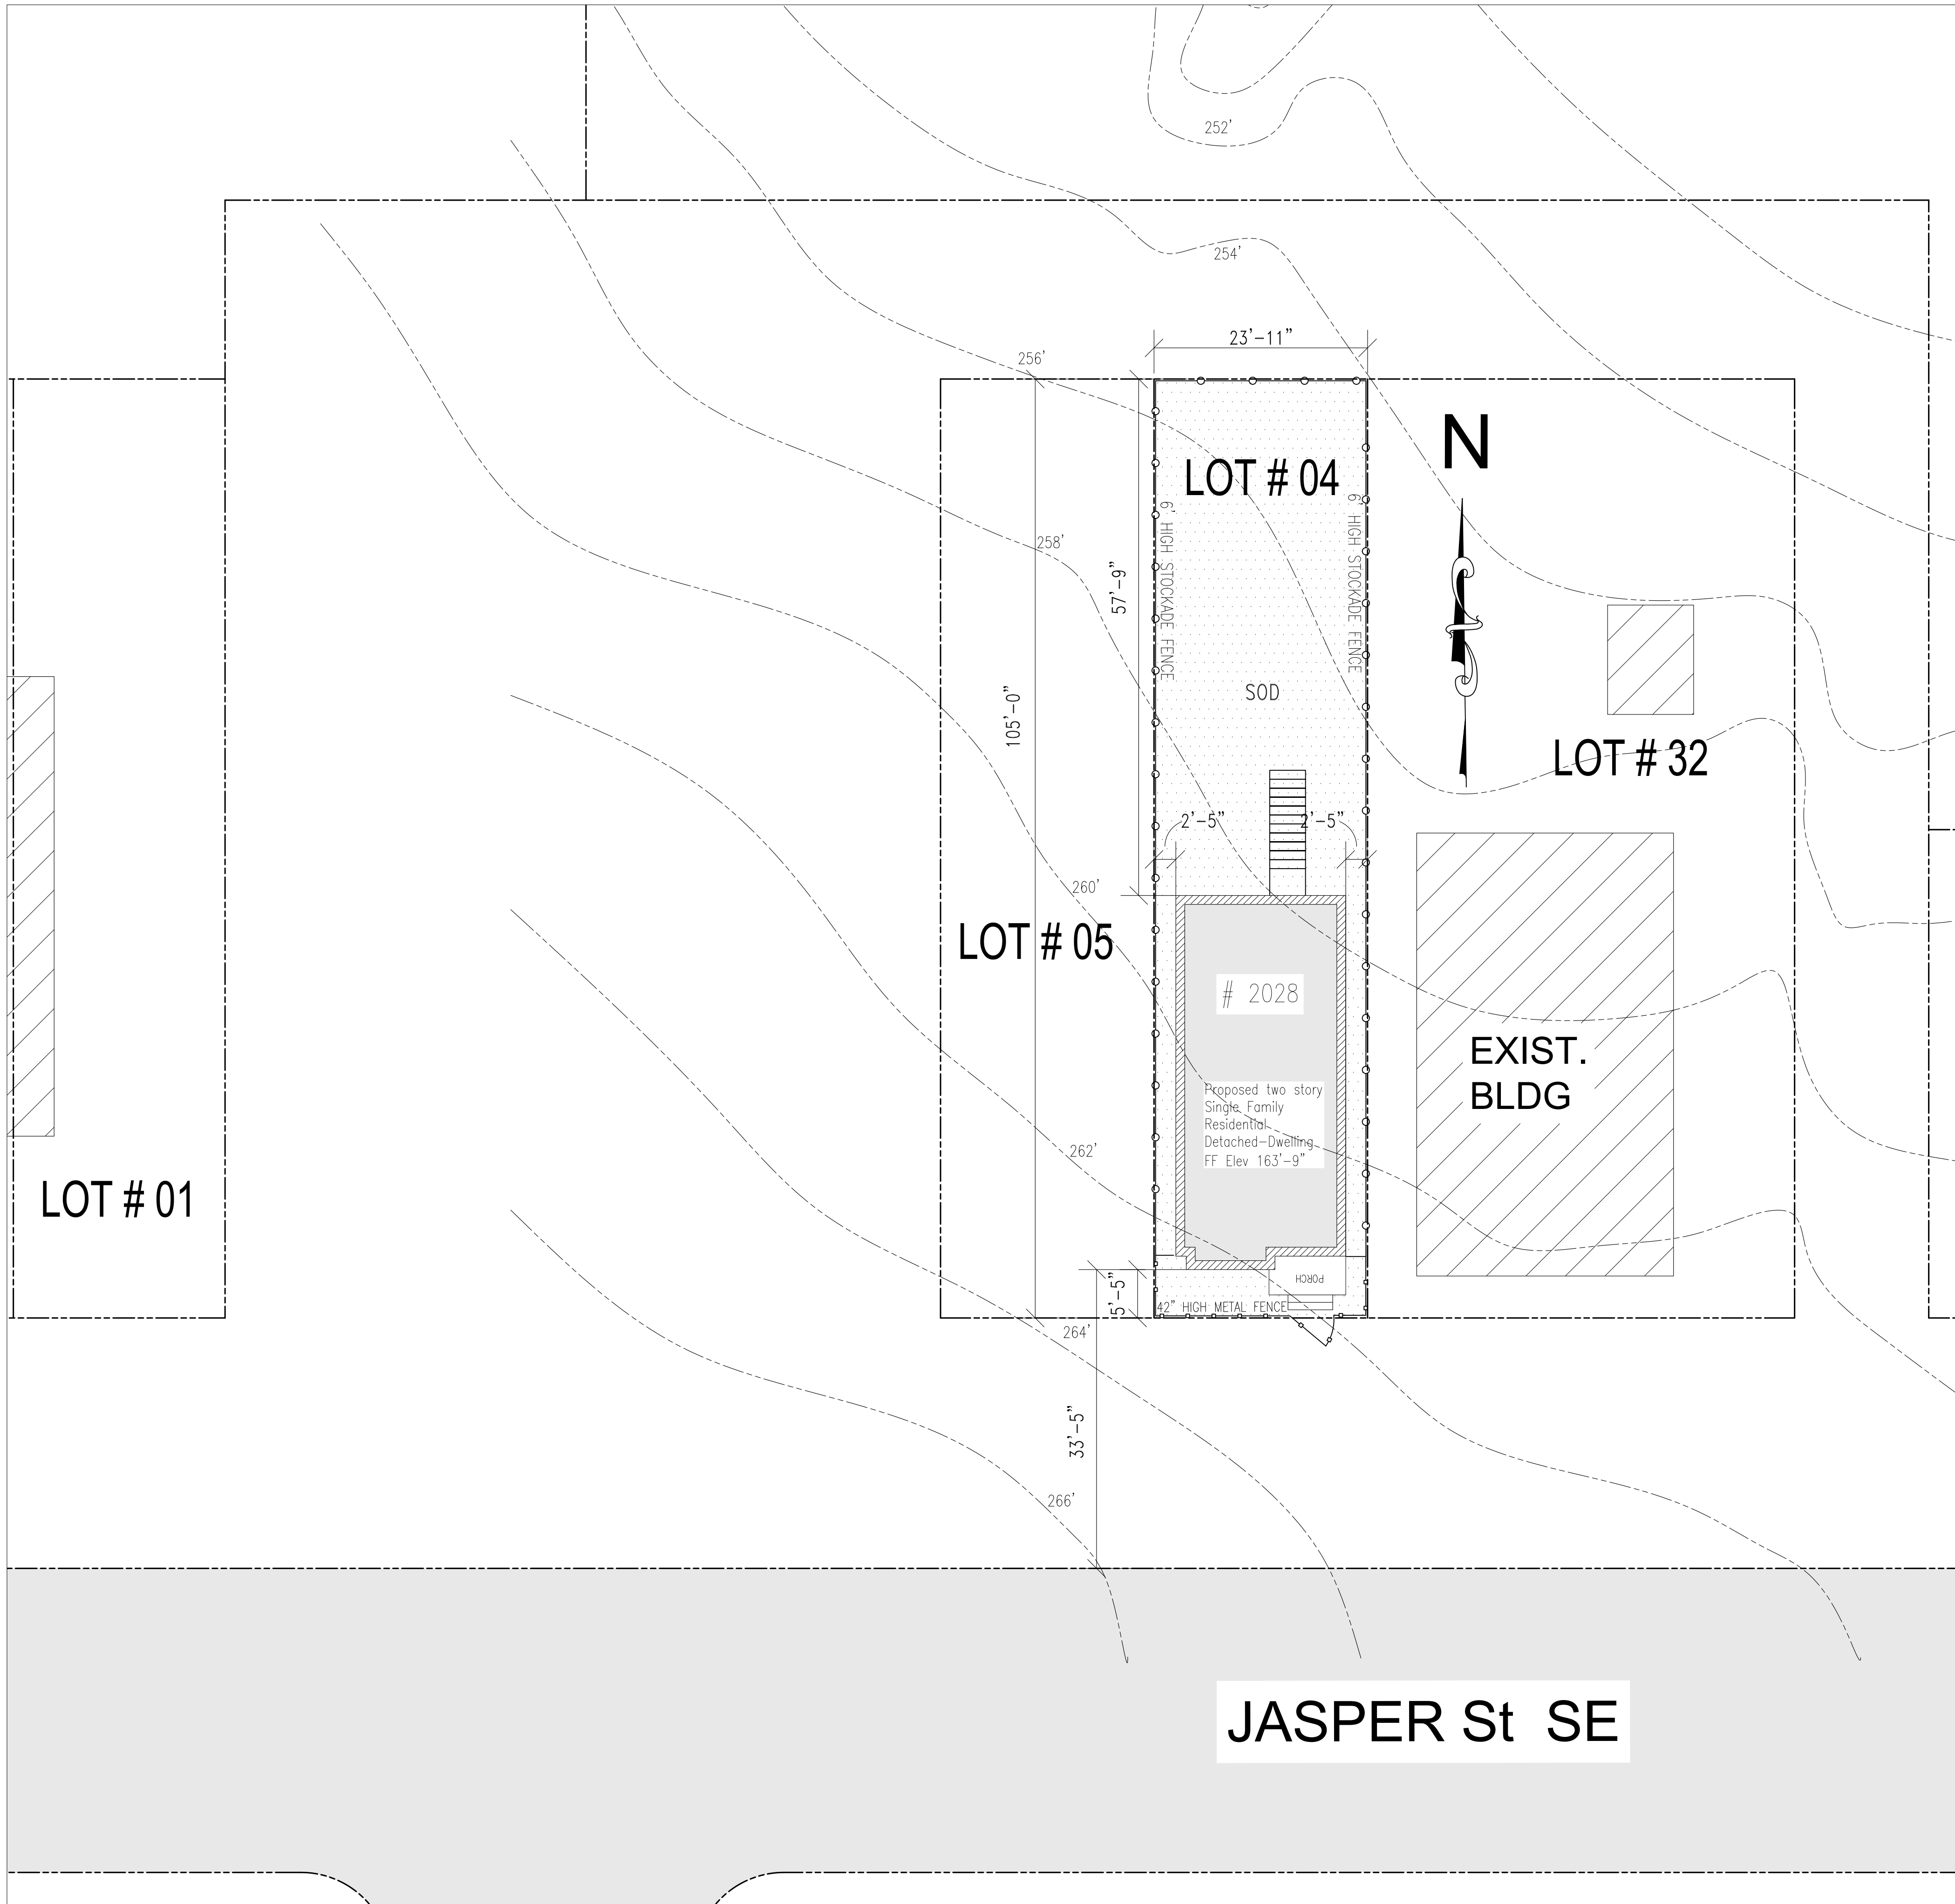 252'
254'
23'-11"
256'
N
LOT # 04
6' HIGH STOCKADE FENCE
6' HIGH STOCKADE FENCE
258'
57'-9"
SOD
105'-0"
LOT # 32
2'-5"
2'-5"
260'
LOT # 05
# 2028
EXIST.
BLDG
Proposed two story
Single Family
Residential
Detached-Dwelling
FF Elev 163'-9"
262'
LOT # 01
PORCH
5'-5"
42" HIGH METAL FENCE
264'
33'-5"
266'
JASPER St SE